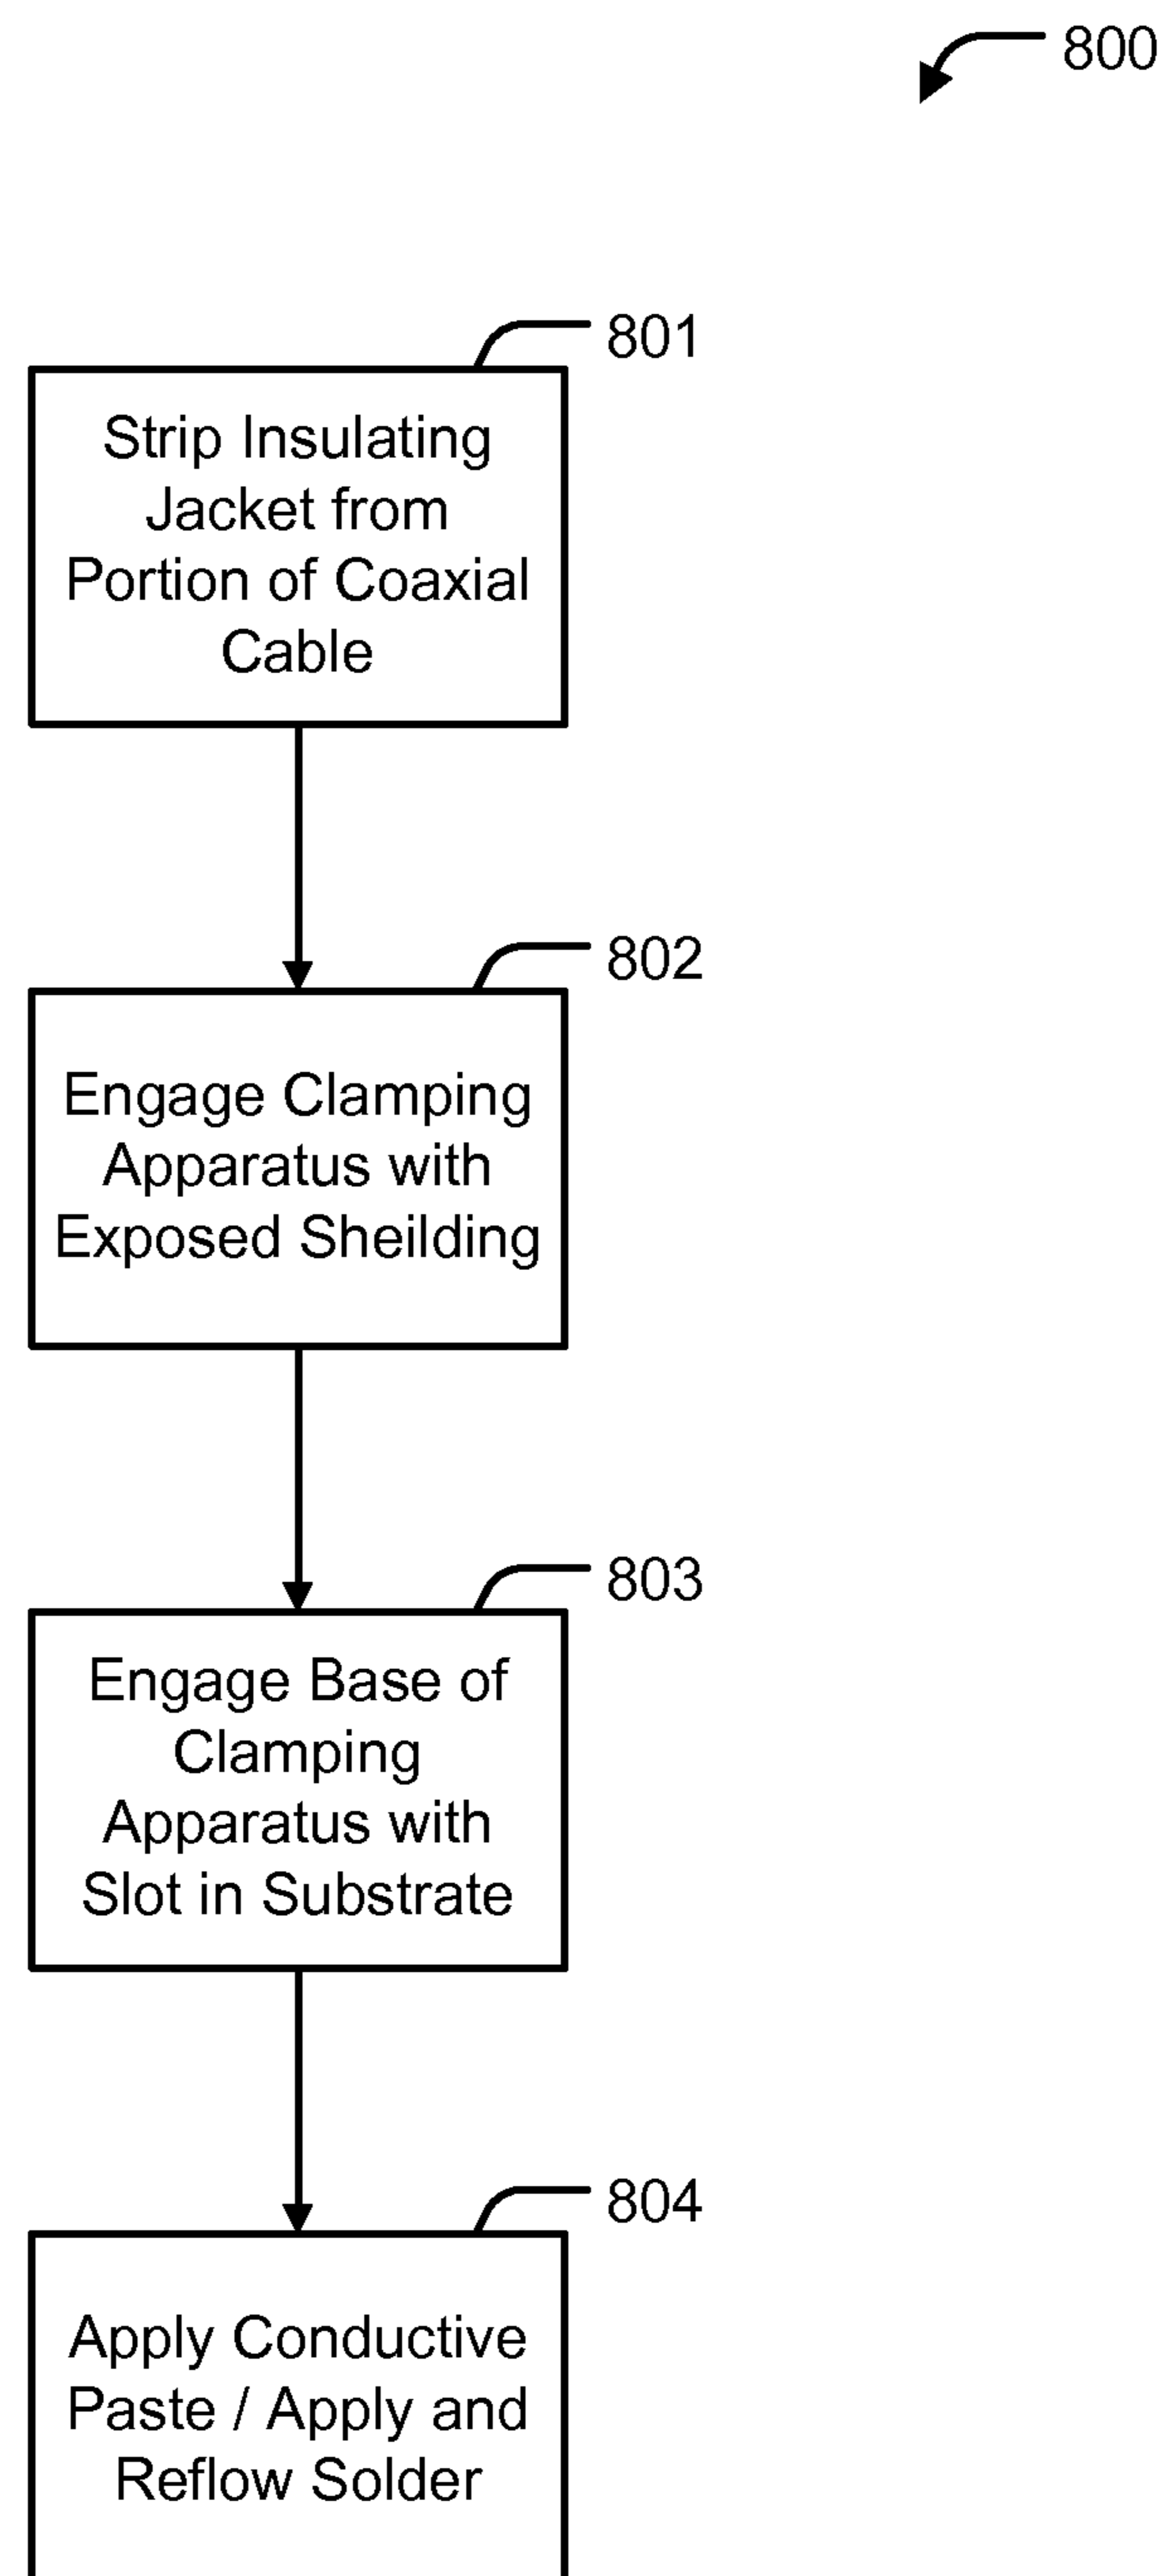 800
801
Strip Insulating
Jacket from
Portion of Coaxial
Cable
802
Engage Clamping
Apparatus with
Exposed Sheilding
803
Engage Base of
Clamping
Apparatus with
Slot in Substrate
804
Apply Conductive
Paste / Apply and
Reflow Solder